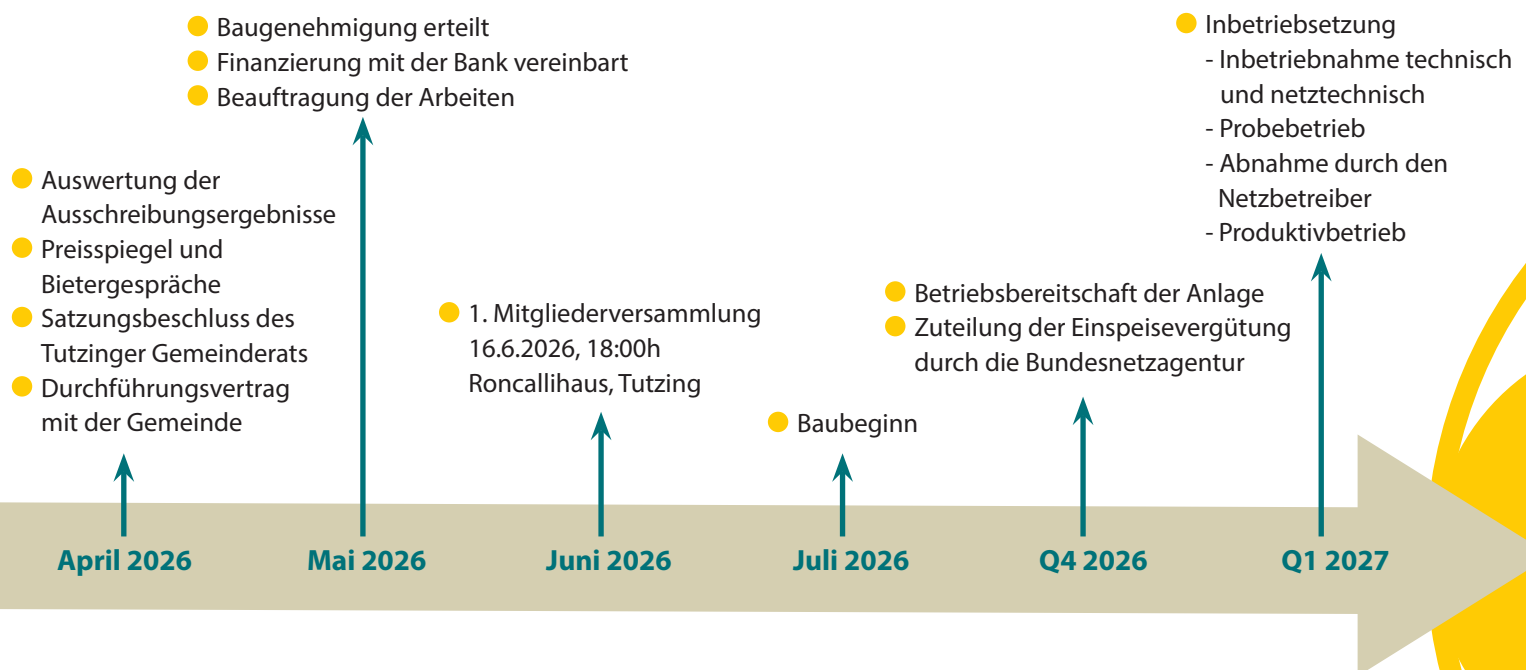 Auswertung der
Ausschreibungsergebnisse
Preisspiegel und
Bietergespräche
Satzungsbeschluss des
Tutzinger Gemeinderats
Durchführungsvertrag
mit der Gemeinde
April 2026
Baugenehmigung erteilt
Finanzierung mit der Bank vereinbart
Beauftragung der Arbeiten
Mai 2026
1. Mitgliederversammlung
16.6.2026, 18:00h
Roncallihaus, Tutzing
Juni 2026
Baubeginn
Juli 2026
Betriebsbereitschaft der Anlage
Zuteilung der Einspeisevergütung
durch die Bundesnetzagentur
Q4 2026
Inbetriebsetzung
- Inbetriebnahme technisch
und netztechnisch
- Probebetrieb
- Abnahme durch den
Netzbetreiber
- Produktivbetrieb
Q1 2027